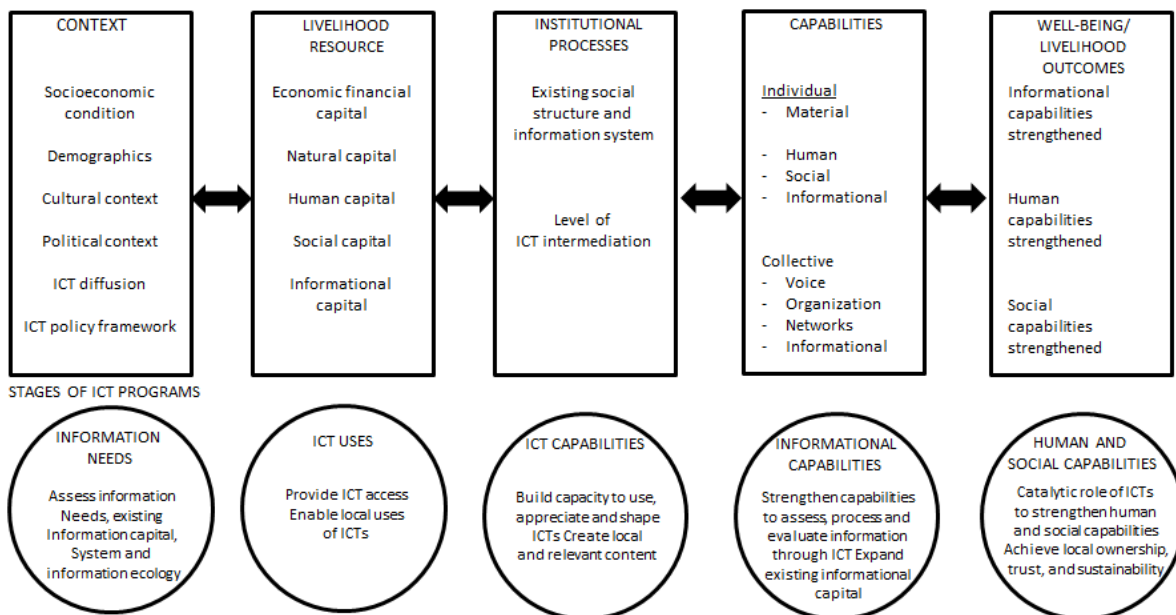 CONTEXT
Socioeconomic
condition
Demographics
Cultural context
Political context
ICT diffusion
ICT policy framework
LIVELIHOOD
RESOURCE
Economic financial
capital
Natural capital
Human capital
Social capital
Informational
capital
INSTITUTIONAL
PROCESSES
Existing social
structure and
information system
Level of
ICT intermediation
CAPABILITIES
Individual
- Material
- Human
- Social
- Informational
Collective
- Voice
- Organization
- Networks
- Informational
WELL-BEING/
LIVELIHOOD
OUTCOMES
Informational
capabilities
strengthened
Human
capabilities
strengthened
Social
capabilities
strengthened
STAGES OF ICT PROGRAMS
INFORMATION
NEEDS
Assess information
Needs, existing
Information capital,
System and
information ecology
ICT USES
Provide ICT access
Enable local uses
of ICTs
ICT CAPABILITIES
Build capacity to use,
appreciate and shape
ICTs Create local
and relevant content
INFORMATIONAL
CAPABILITIES
Strengthen capabilities
to assess, process and
evaluate information
through ICT Expand
existing informational
capital
HUMAN AND
SOCIAL CAPABILITIES
Catalytic role of ICTs
to strengthen human
and social capabilities
Achieve local ownership,
trust, and sustainability